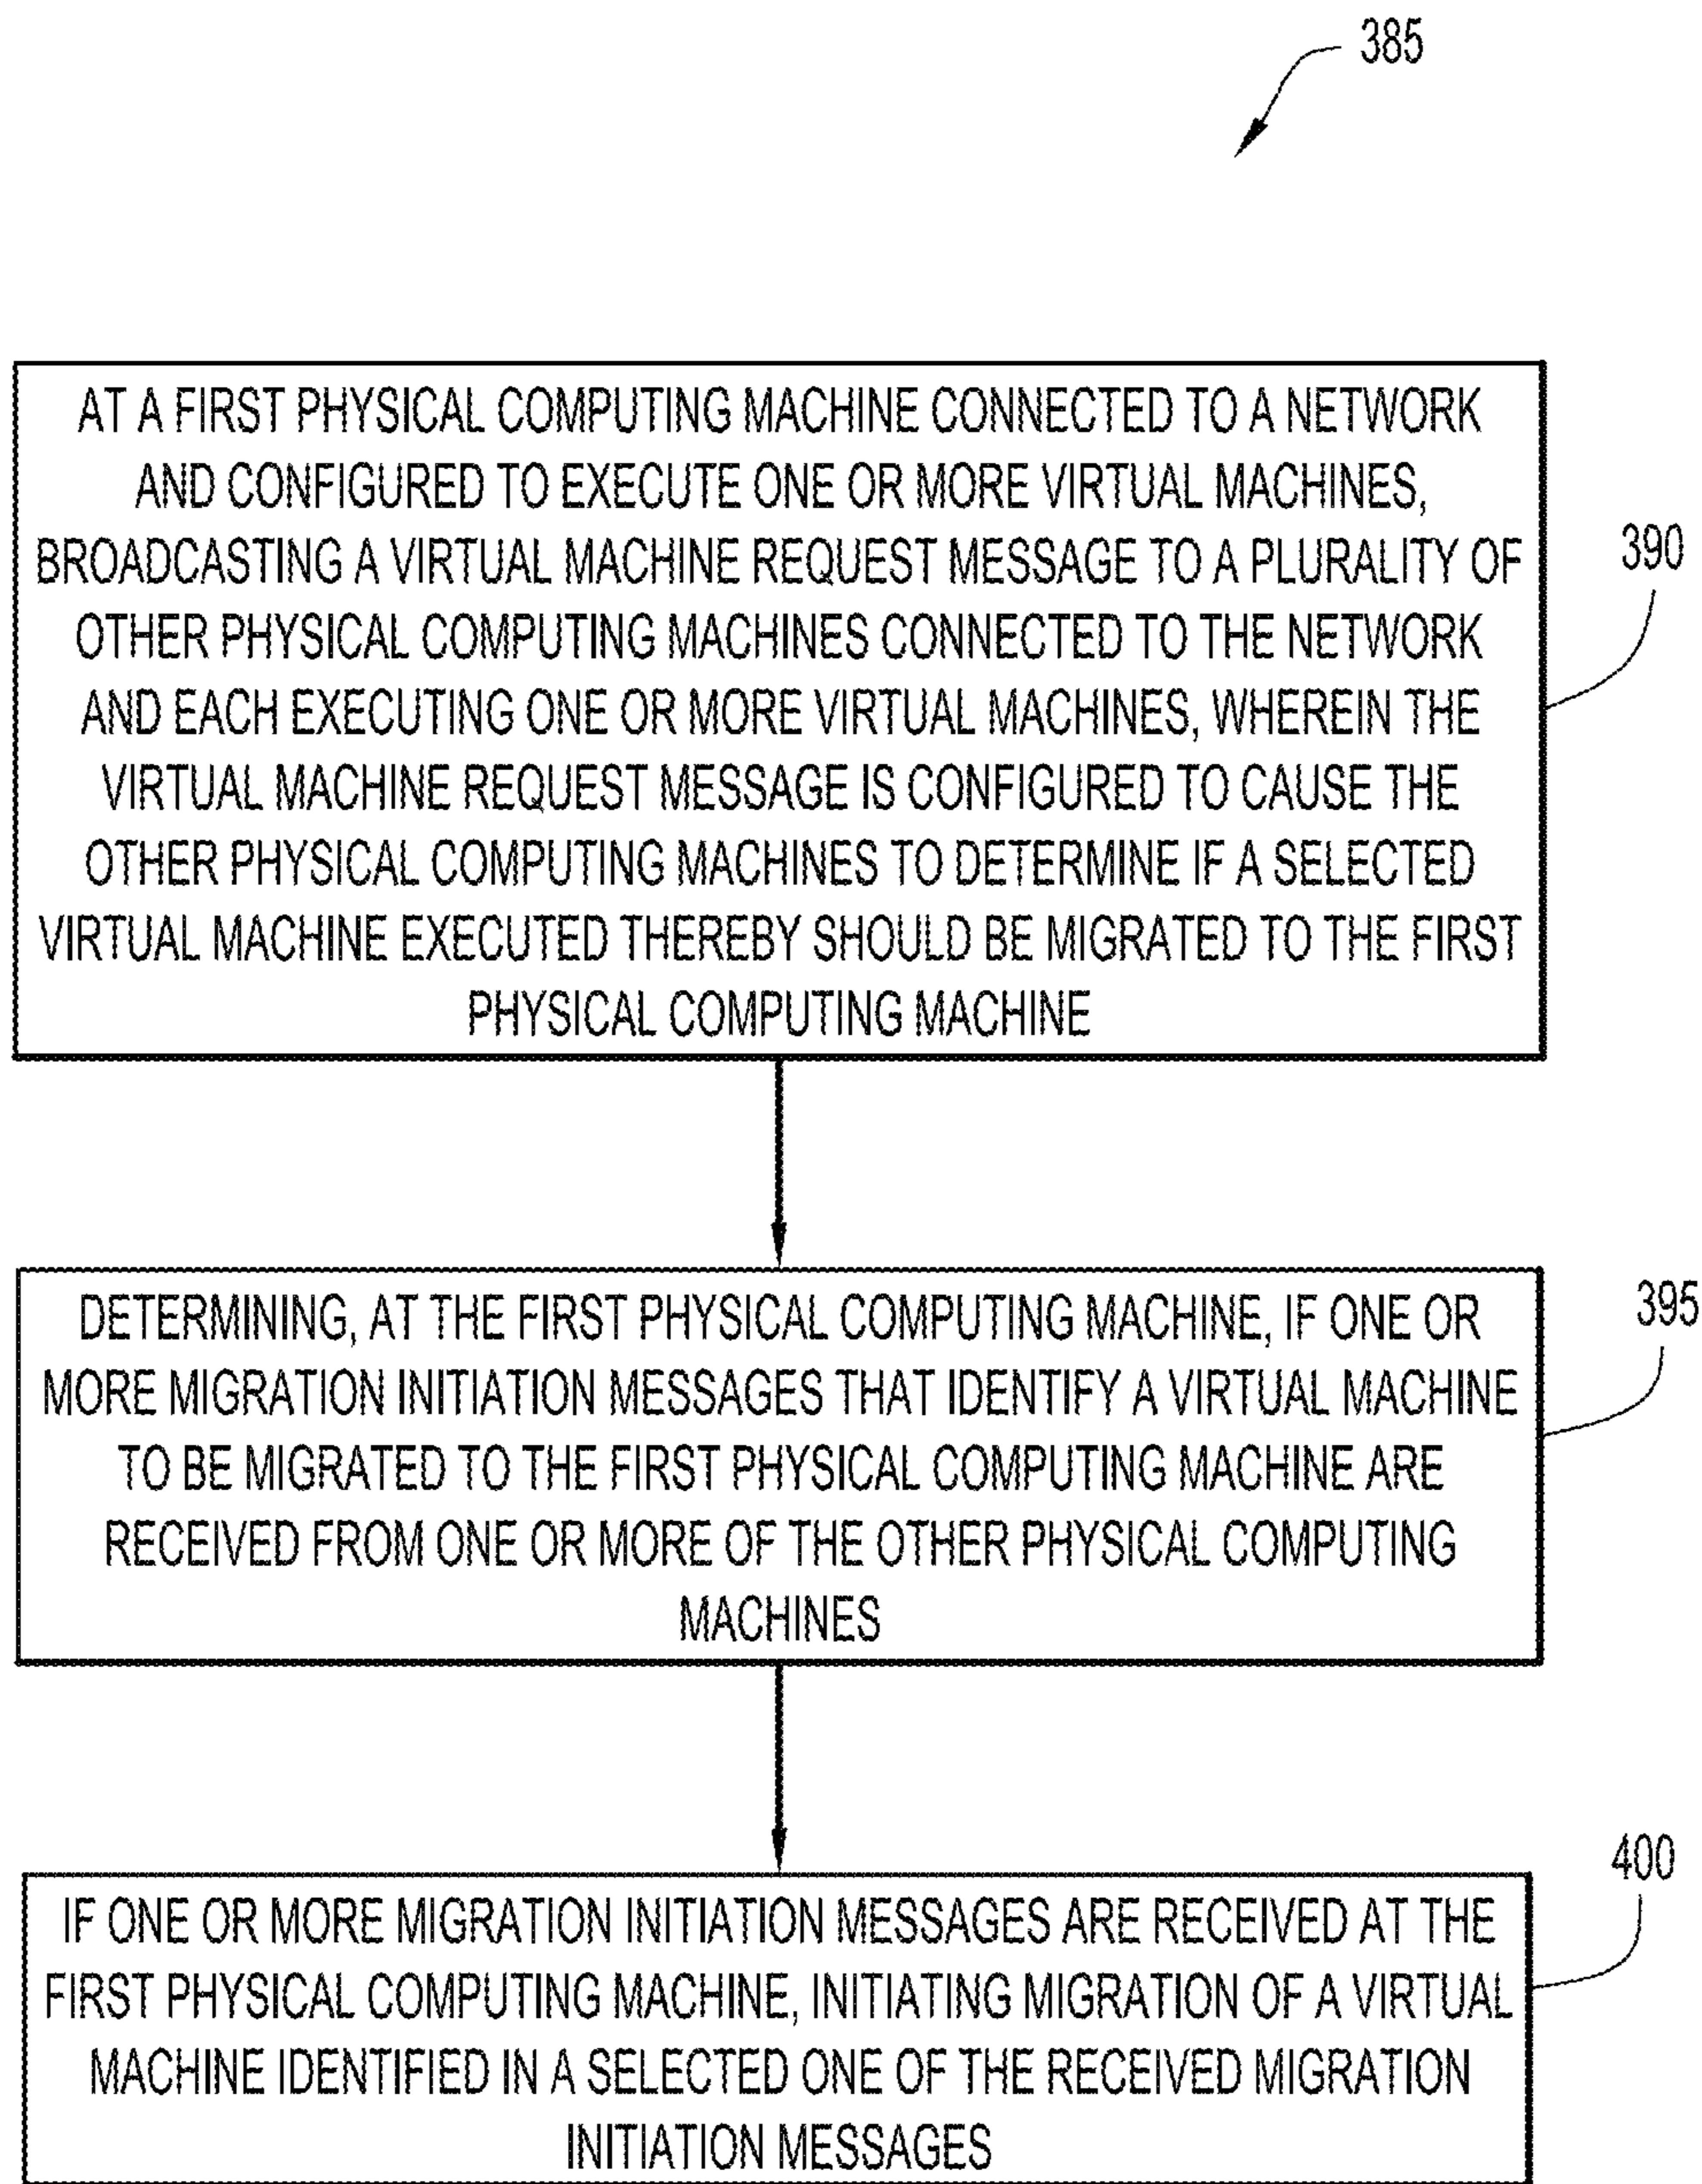 385
AT A FIRST PHYSICAL COMPUTING MACHINE CONNECTED TO A NETWORK
AND CONFIGURED TO EXECUTE ONE OR MORE VIRTUAL MACHINES,
BROADCASTING A VIRTUAL MACHINE REQUEST MESSAGE TO A PLURALITY OF
OTHER PHYSICAL COMPUTING MACHINES CONNECTED TO THE NETWORK
AND EACH EXECUTING ONE OR MORE VIRTUAL MACHINES, WHEREIN THE
VIRTUAL MACHINE REQUEST MESSAGE IS CONFIGURED TO CAUSE THE
OTHER PHYSICAL COMPUTING MACHINES TO DETERMINE IF A SELECTED
VIRTUAL MACHINE EXECUTED THEREBY SHOULD BE MIGRATED TO THE FIRST
PHYSICAL COMPUTING MACHINE
390
DETERMINING, AT THE FIRST PHYSICAL COMPUTING MACHINE, IF ONE OR
MORE MIGRATION INITIATION MESSAGES THAT IDENTIFY A VIRTUAL MACHINE
TO BE MIGRATED TO THE FIRST PHYSICAL COMPUTING MACHINE ARE
RECEIVED FROM ONE OR MORE OF THE OTHER PHYSICAL COMPUTING
MACHINES
395
IF ONE OR MORE MIGRATION INITIATION MESSAGES ARE RECEIVED AT THE
FIRST PHYSICAL COMPUTING MACHINE, INITIATING MIGRATION OF A VIRTUAL
MACHINE IDENTIFIED IN A SELECTED ONE OF THE RECEIVED MIGRATION
INITIATION MESSAGES
400